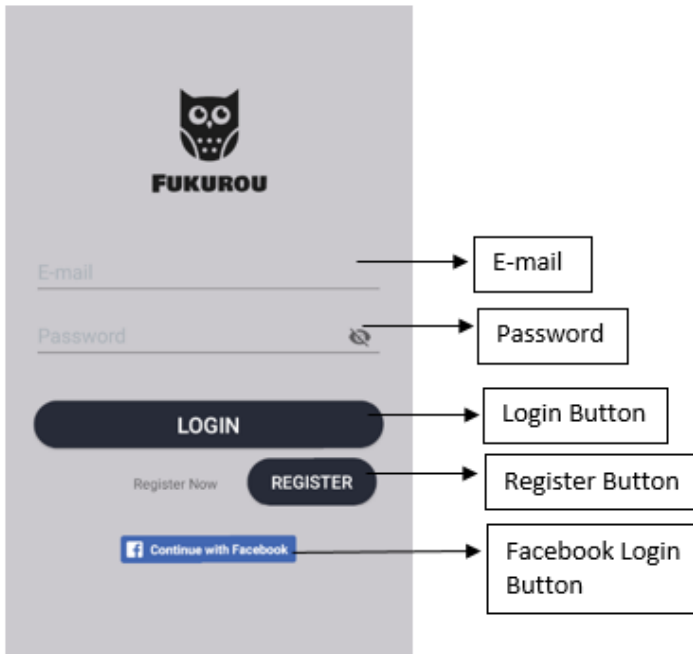 FUKUROU
E-mail
E-mail
Password
Password
LOGIN
Login Button
Register Now
REGISTER
Register Button
Continue with Facebook
Facebook Login
Button